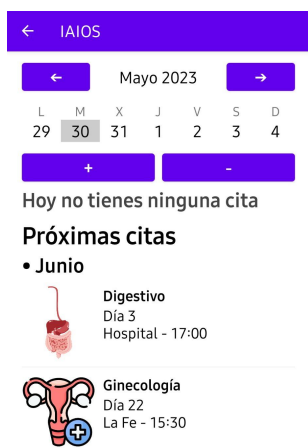 ← IAIOS
← Mayo 2023 →
L M X J V S D
29 30 31 1 2 3 4
+ -
Hoy no tienes ninguna cita
Próximas citas
• Junio
Digestivo
Día 3
Hospital - 17:00
Ginecología
Día 22
La Fe - 15:30